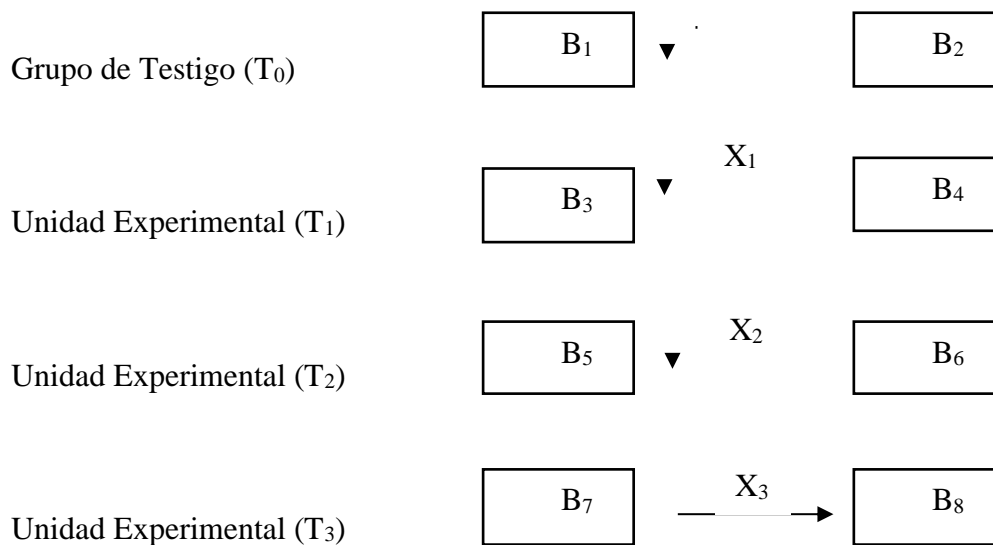 Grupo de Testigo (T₀) B₁ B₂
X₁
Unidad Experimental (T₁) B₃ B₄
X₂
Unidad Experimental (T₂) B₅ B₆
X₃
Unidad Experimental (T₃) B₇ B₈